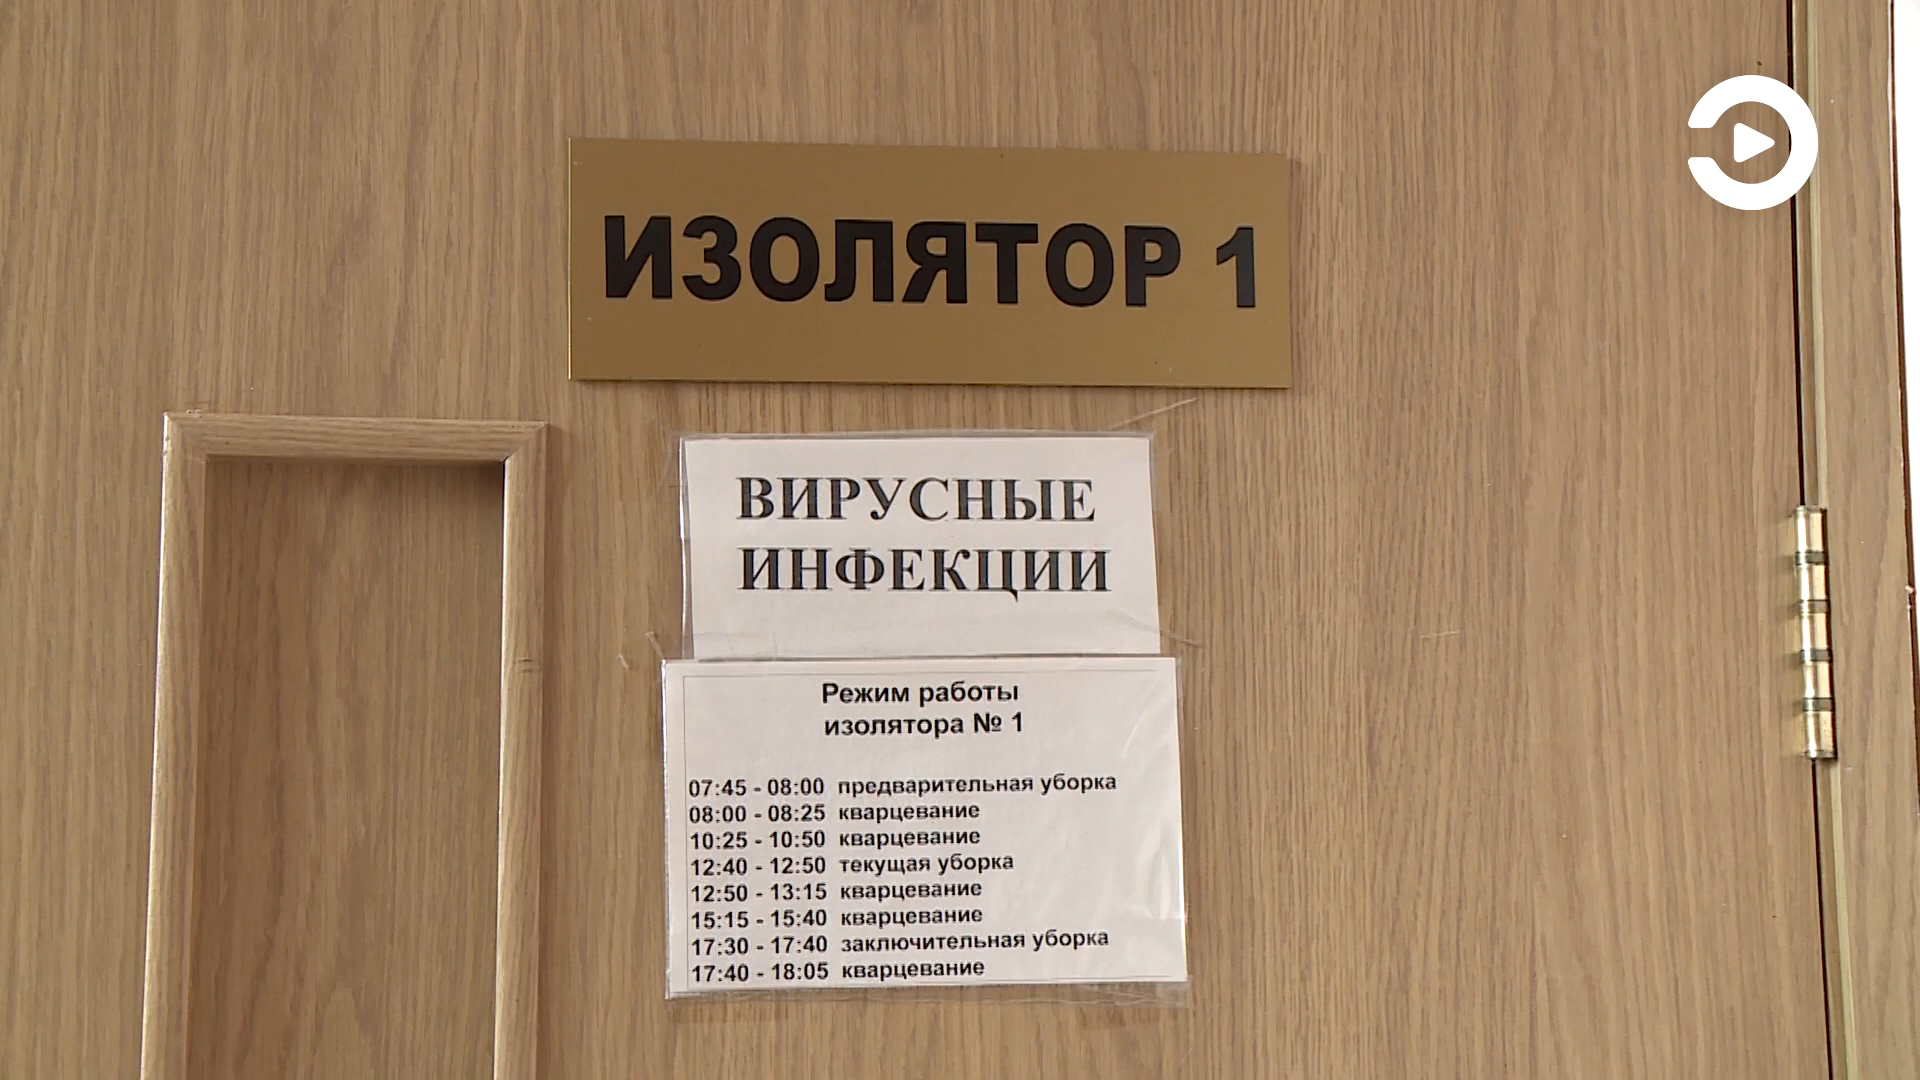 ИЗОЛЯТОР 1
ВИРУСНЫЕ
ИНФЕКЦИИ
Режим работы
изолятора № 1
07:45 - 08:00 предварительная уборка
08:00 - 08:25 кварцевание
10:25 - 10:50 кварцевание
12:40 - 12:50 текущая уборка
12:50 - 13:15 кварцевание
15:15 - 15:40 кварцевание
17:30 - 17:40 заключительная уборка
17:40 - 18:05 кварцевание